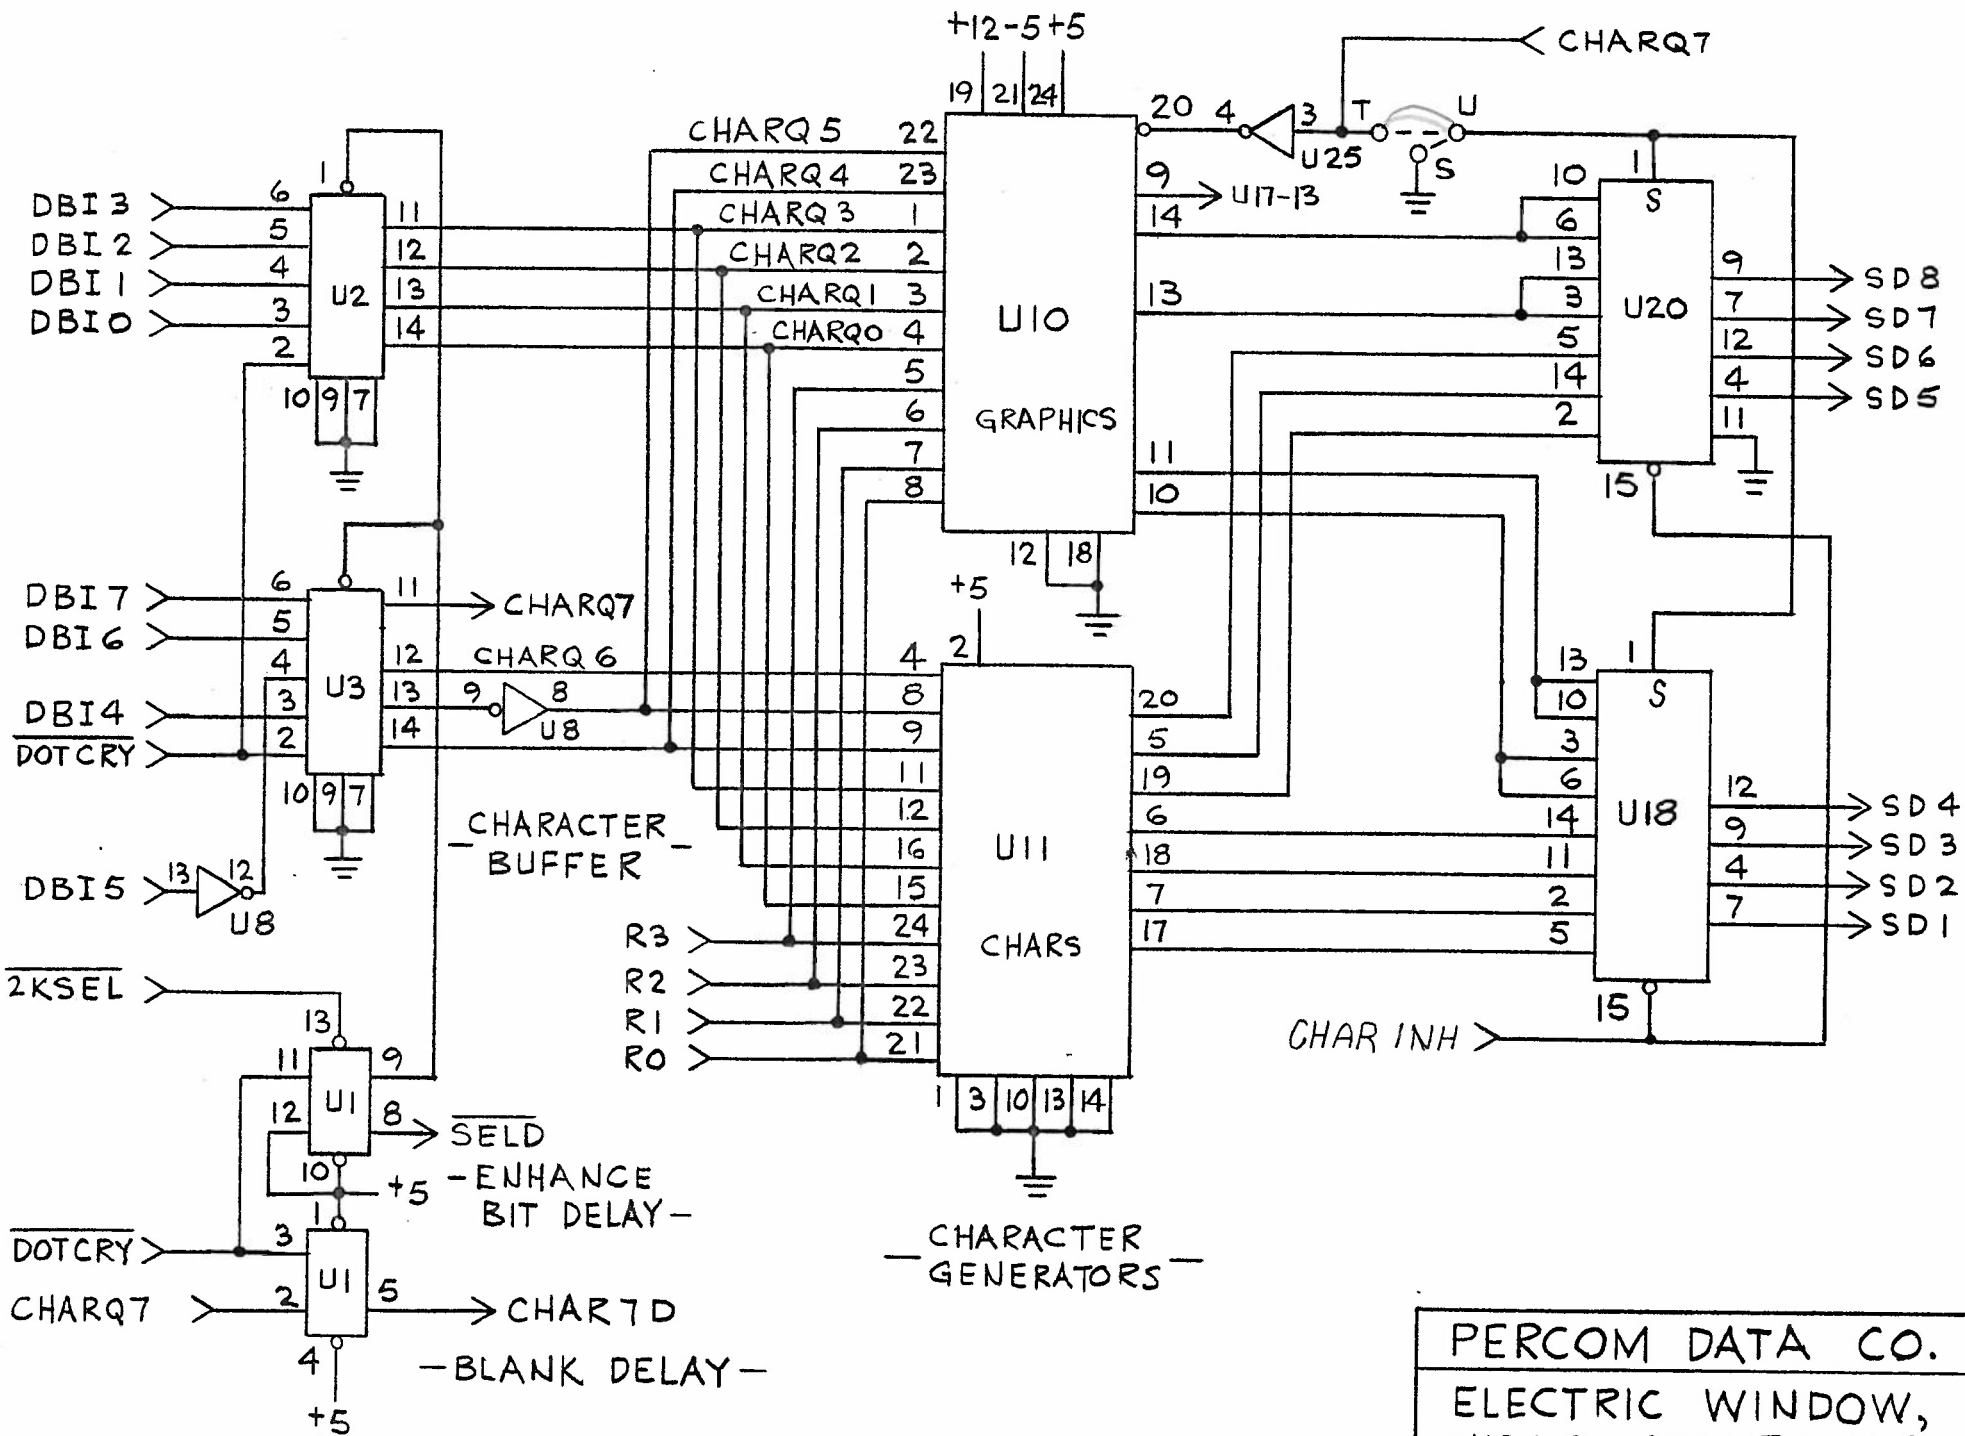 +12 -5 +5
19 21 24
CHARQ7
20 4 3 T U
U25 S
CHARQ5 22
CHARQ4 23
CHARQ3 1
CHARQ2 2
CHARQ1 3
CHARQ0 4
5
6
7
8
U10
GRAPHICS
9 U17-13
14
13
11
10
12 18
1
DBI3 6
DBI2 5
DBI1 4
DBI0 3
2
U2
11
12
13
14
10 9 7
DBI7 6
DBI6 5
4
DBI4 3
DOTCRY 2
U3
11 CHARQ7
12 CHARQ6
13 9 8
U8
14
10 9 7
-CHARACTER
BUFFER-
DBI5 13 12
U8
+5
2
4
8
9
11
12
16
15
R3 24
R2 23
R1 22
R0 21
U11
CHARS
20
5
19
6
18
7
17
1 3 10 13 14
-CHARACTER
GENERATORS-
1
S
10
6
13
3
5
14
2
U20
9 SD8
7 SD7
12 SD6
4 SD5
11
15
1
S
13
10
3
6
14
11
2
5
U18
12 SD4
9 SD3
4 SD2
7 SD1
15
CHAR INH
2KSEL
13
11 9
U1
12 8 SELD
10 +5
-ENHANCE
BIT DELAY-
1
DOTCRY 3
U1
CHARQ7 2 5 CHAR7D
4
-BLANK DELAY-
+5
PERCOM DATA CO.
ELECTRIC WINDOW,